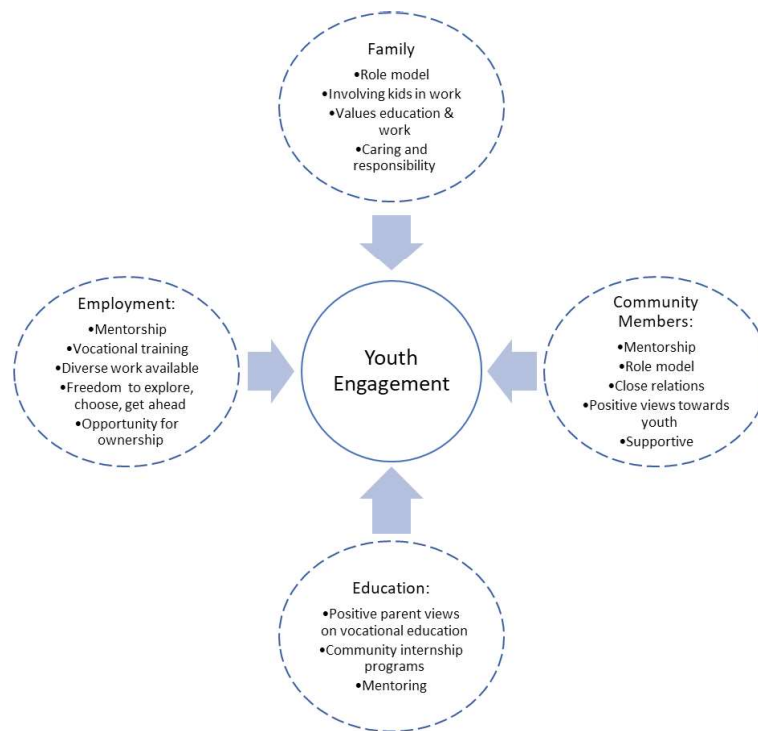 Family
•Role model
•Involving kids in work
•Values education &
work
•Caring and
responsibility
Employment:
•Mentorship
•Vocational training
•Diverse work available
•Freedom to explore,
choose, get ahead
•Opportunity for
ownership
Youth
Engagement
Community
Members:
•Mentorship
•Role model
•Close relations
•Positive views towards
youth
•Supportive
Education:
•Positive parent views
on vocational education
•Community internship
programs
•Mentoring